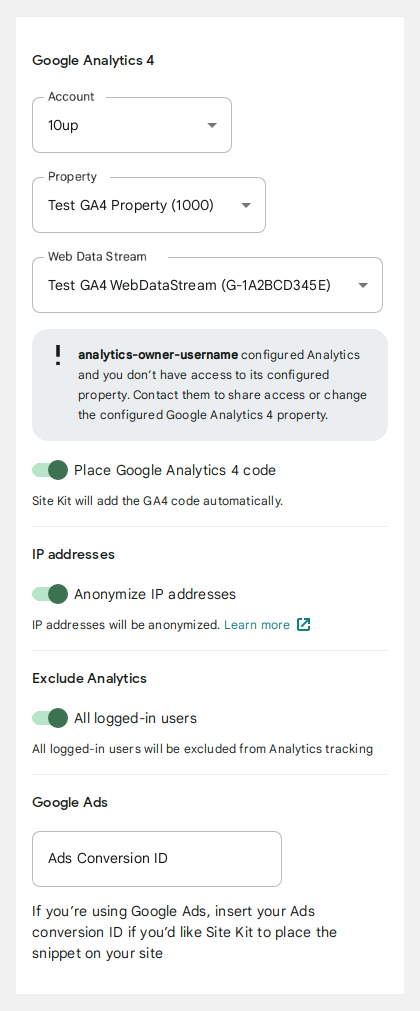 Google Analytics 4
Account
10up
Property
Test GA4 Property (1000)
Web Data Stream
Test GA4 WebDataStream (G-1A2BCD345E)
analytics-owner-username configured Analytics
and you don’t have access to its configured
property. Contact them to share access or change
the configured Google Analytics 4 property.
Place Google Analytics 4 code
Site Kit will add the GA4 code automatically.
IP addresses
Anonymize IP addresses
IP addresses will be anonymized. Learn more
Exclude Analytics
All logged-in users
All logged-in users will be excluded from Analytics tracking
Google Ads
Ads Conversion ID
If you’re using Google Ads, insert your Ads
conversion ID if you’d like Site Kit to place the
snippet on your site